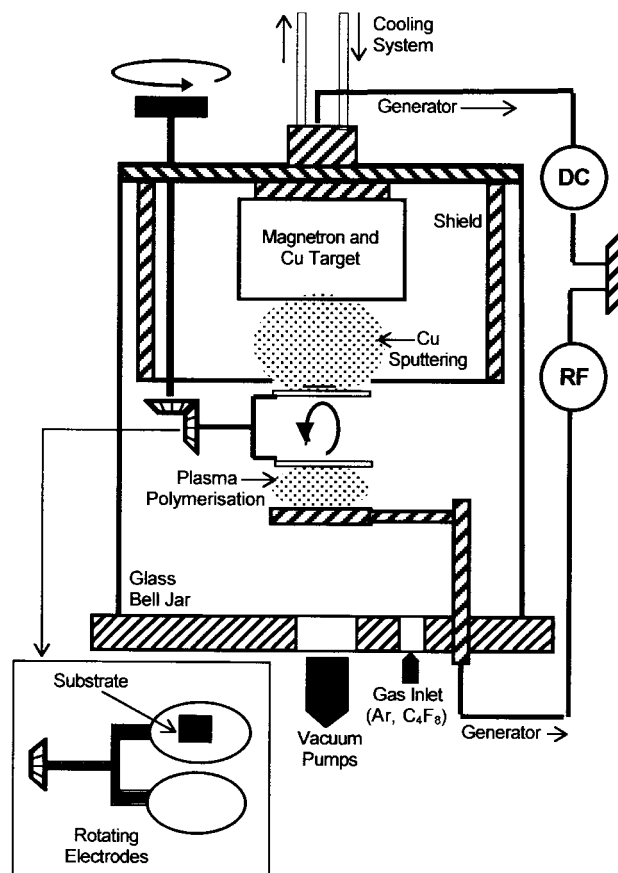 Cooling
System
Generator
DC
Shield
Magnetron and
Cu Target
Cu
Sputtering
RF
Plasma
Polymerisation
Glass
Bell Jar
Substrate
Gas Inlet
(Ar, C₄F₈)
Vacuum
Pumps
Generator
Rotating
Electrodes